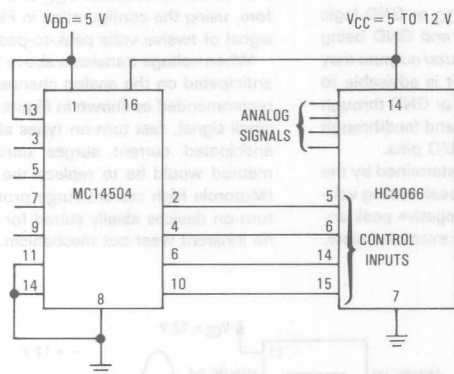 V_DD = 5 V
V_CC = 5 TO 12 V
1
16
14
13
3
5
7
9
11
14
MC14504
8
2
4
6
10
ANALOG
SIGNALS
5
6
14
15
HC4066
CONTROL
INPUTS
7